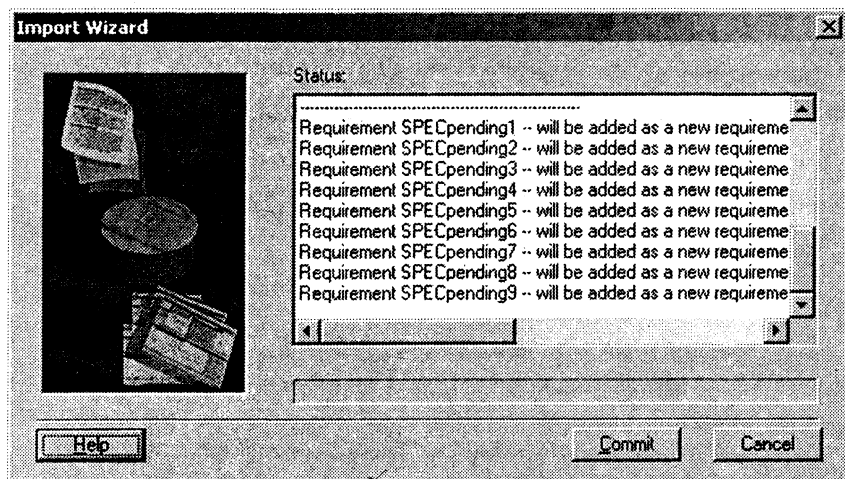 Import Wizard
Status:
------------------------------------------------------------
Requirement SPECpending1 -- will be added as a new requireme
Requirement SPECpending2 -- will be added as a new requireme
Requirement SPECpending3 -- will be added as a new requireme
Requirement SPECpending4 -- will be added as a new requireme
Requirement SPECpending5 -- will be added as a new requireme
Requirement SPECpending6 -- will be added as a new requireme
Requirement SPECpending7 -- will be added as a new requireme
Requirement SPECpending8 -- will be added as a new requireme
Requirement SPECpending9 -- will be added as a new requireme
Help Commit Cancel